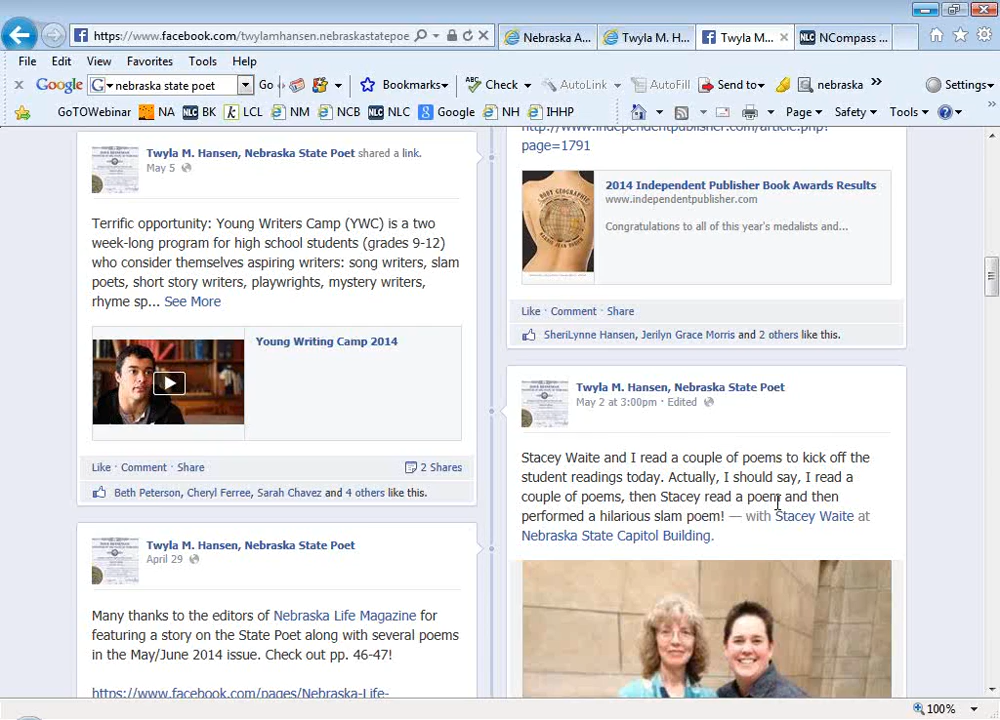 https://www.facebook.com/twylamhansen.nebraskastatepoe
Nebraska A...
Twyla M. H...
Twyla M...
NLC NCompass ...
File Edit View Favorites Tools Help
Google nebraska state poet Go Bookmarks Check AutoLink AutoFill Send to nebraska Settings
GoTOWebinar NA NLC BK LCL NM NCB NLC Google NH IHHP Page Safety Tools
Twyla M. Hansen, Nebraska State Poet shared a link.
May 5
Terrific opportunity: Young Writers Camp (YWC) is a two
week-long program for high school students (grades 9-12)
who consider themselves aspiring writers: song writers, slam
poets, short story writers, playwrights, mystery writers,
rhyme sp... See More
Young Writing Camp 2014
Like · Comment · Share
2 Shares
Beth Peterson, Cheryl Ferree, Sarah Chavez and 4 others like this.
Twyla M. Hansen, Nebraska State Poet
April 29
Many thanks to the editors of Nebraska Life Magazine for
featuring a story on the State Poet along with several poems
in the May/June 2014 issue. Check out pp. 46-47!
https://www.facebook.com/pages/Nebraska-Life-
http://www.independentpublisher.com/article.php?
page=1791
BODY GEOGRAPHIC
2014 Independent Publisher Book Awards Results
www.independentpublisher.com
Congratulations to all of this year's medalists and...
Like · Comment · Share
SheriLynne Hansen, Jerilyn Grace Morris and 2 others like this.
Twyla M. Hansen, Nebraska State Poet
May 2 at 3:00pm · Edited
Stacey Waite and I read a couple of poems to kick off the
student readings today. Actually, I should say, I read a
couple of poems, then Stacey read a poem and then
performed a hilarious slam poem! — with Stacey Waite at
Nebraska State Capitol Building.
100%